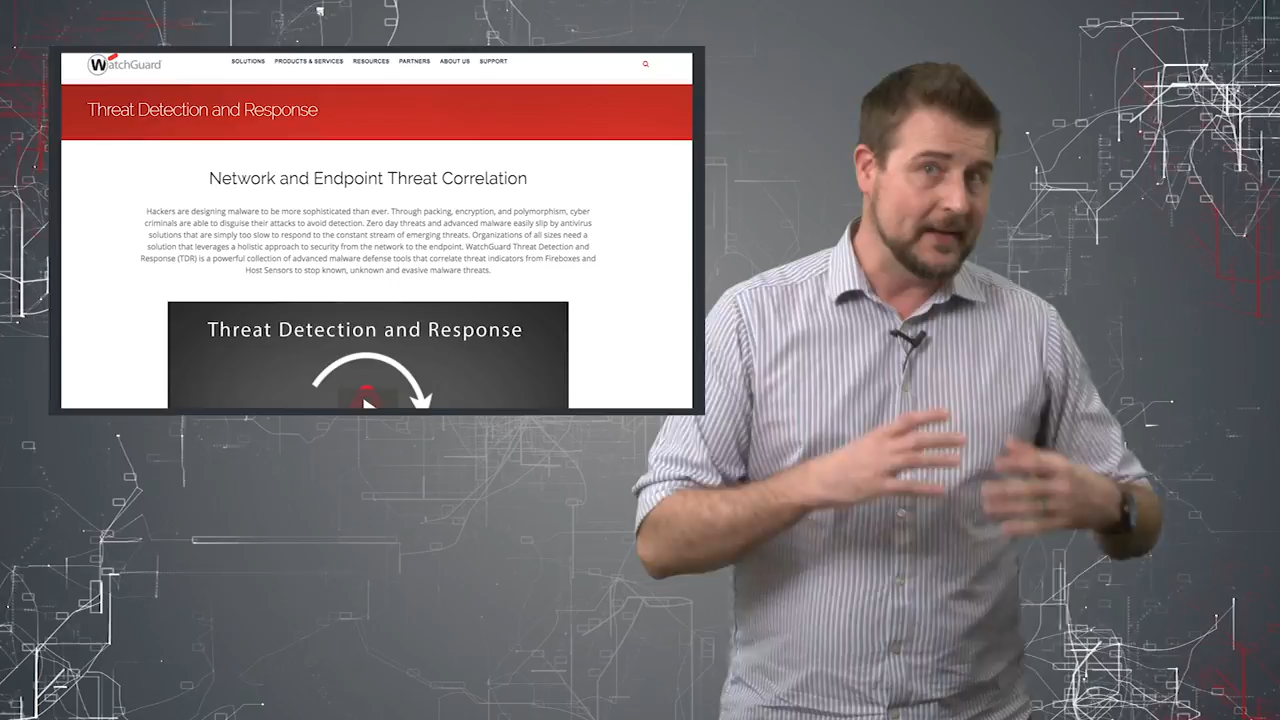 WatchGuard
SOLUTIONS PRODUCTS & SERVICES RESOURCES PARTNERS ABOUT US SUPPORT
Threat Detection and Response
Network and Endpoint Threat Correlation
Hackers are designing malware to be more sophisticated than ever. Through packing, encryption, and polymorphism, cyber
criminals are able to disguise their attacks to avoid detection. Zero day threats and advanced malware easily slip by antivirus
solutions that are simply too slow to respond to the constant stream of emerging threats. Organizations of all sizes need a
solution that leverages a holistic approach to security from the network to the endpoint. WatchGuard Threat Detection and
Response (TDR) is a powerful collection of advanced malware defense tools that correlate threat indicators from Fireboxes and
Host Sensors to stop known, unknown and evasive malware threats.
Threat Detection and Response